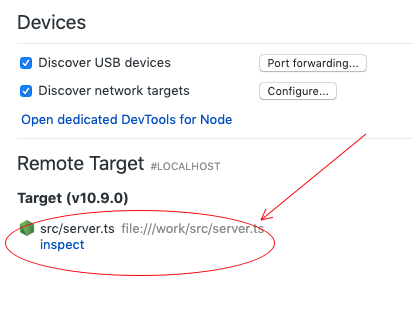 Devices
Discover USB devices Port forwarding...
Discover network targets Configure...
Open dedicated DevTools for Node
Remote Target #LOCALHOST
Target (v10.9.0)
src/server.ts file:///work/src/server.ts
inspect